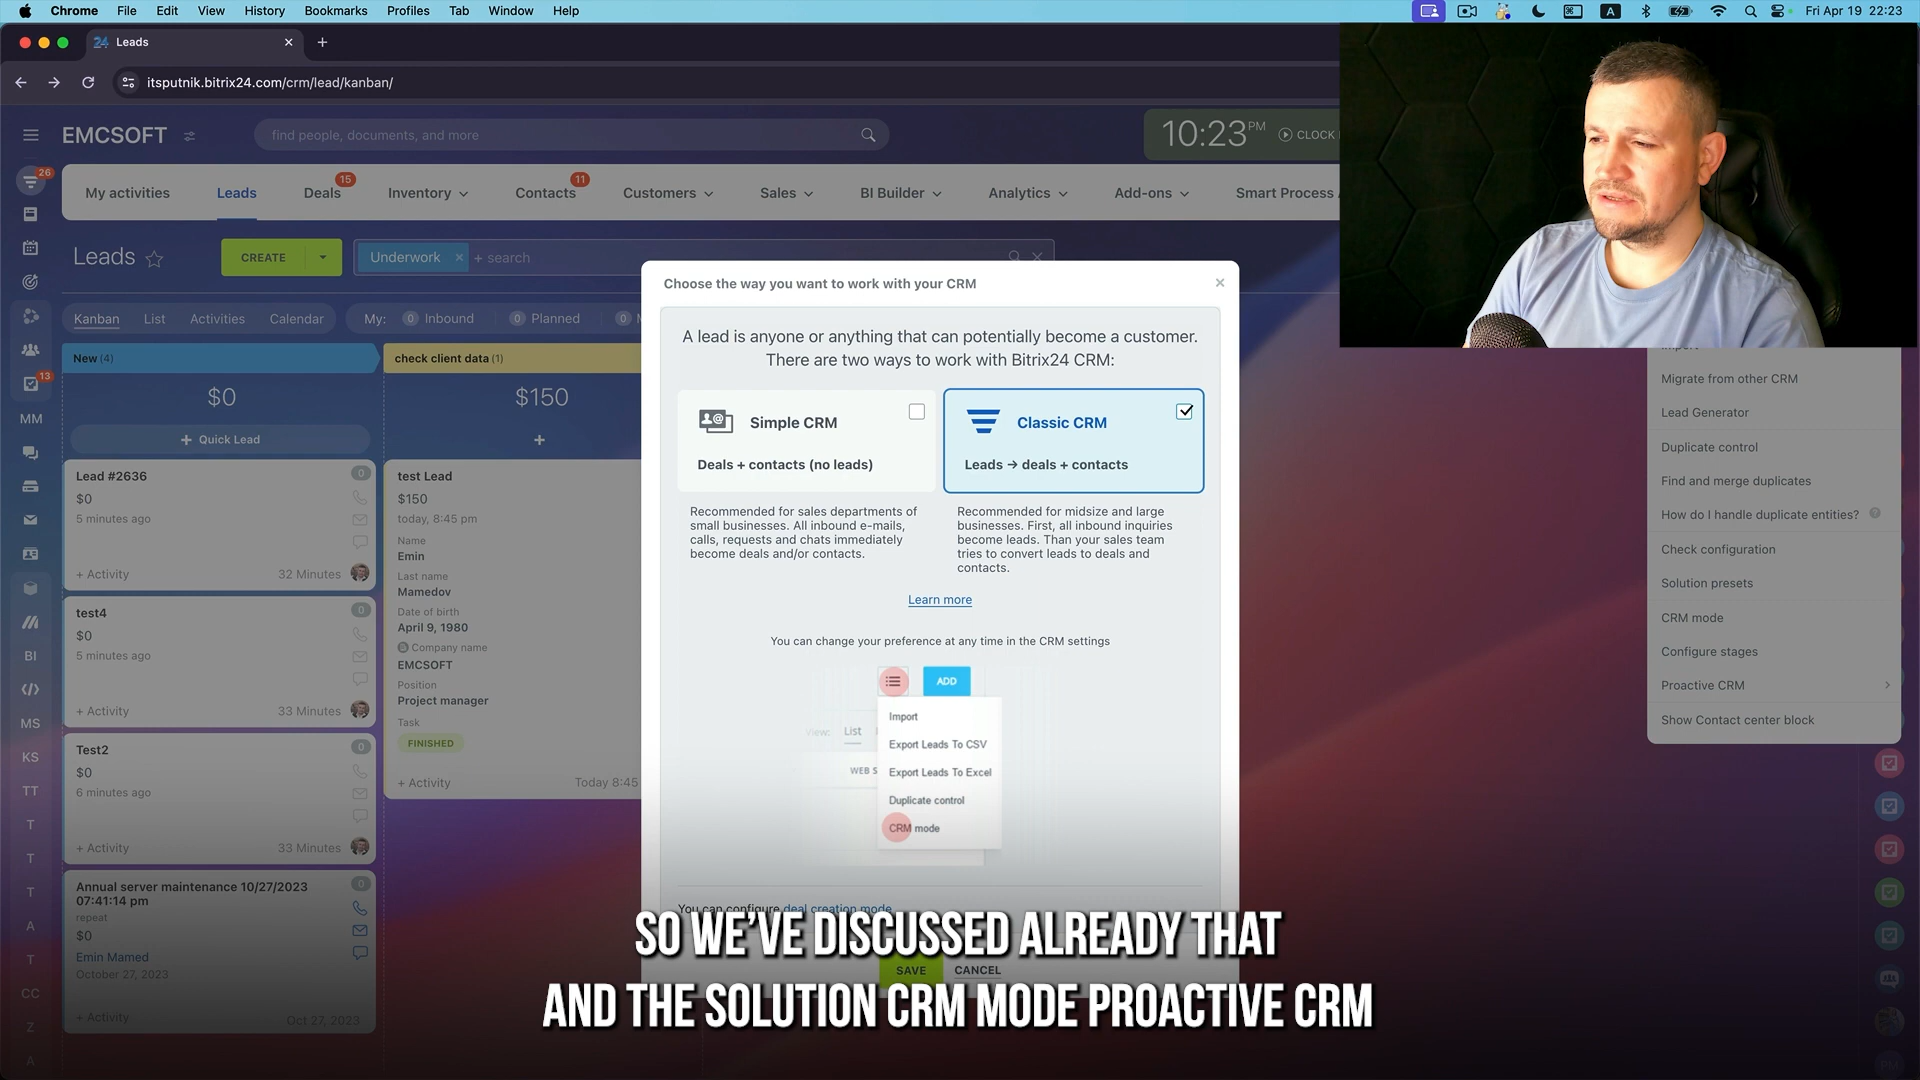 Chrome File Edit View History Bookmarks Profiles Tab Window Help
A
Fri Apr 19 22:23
24 Leads
itsputnik.bitrix24.com/crm/lead/kanban/
EMCSOFT
find people, documents, and more
10:23 PM
CLOCK
26
My activities
Leads
Deals 15
Inventory
Contacts 11
Customers
Sales
BI Builder
Analytics
Add-ons
Smart Process
Leads
CREATE
Underwork
+ search
Kanban List Activities Calendar
My: 0 Inbound 0 Planned 0
13
MM
BI
MS
KS
TT
T
T
T
A
T
CC
Z
A
New (4)
$0
+ Quick Lead
Lead #2636
0
$0
5 minutes ago
+ Activity 32 Minutes
test4
0
$0
5 minutes ago
+ Activity 33 Minutes
Test2
0
$0
6 minutes ago
+ Activity 33 Minutes
Annual server maintenance 10/27/2023
07:41:14 pm
0
repeat
$0
Emin Mamed
October 27, 2023
+ Activity Oct 27, 2023
check client data (1)
$150
+
test Lead
$150
today, 8:45 pm
Name
Emin
Last name
Mamedov
Date of birth
April 9, 1980
Company name
EMCSOFT
Position
Project manager
Task
FINISHED
+ Activity Today 8:45
Choose the way you want to work with your CRM
A lead is anyone or anything that can potentially become a customer.
There are two ways to work with Bitrix24 CRM:
Simple CRM
Deals + contacts (no leads)
Classic CRM
Leads → deals + contacts
Recommended for sales departments of
small businesses. All inbound e-mails,
calls, requests and chats immediately
become deals and/or contacts.
Recommended for midsize and large
businesses. First, all inbound inquiries
become leads. Than your sales team
tries to convert leads to deals and
contacts.
Learn more
You can change your preference at any time in the CRM settings
ADD
Import
View: List
Export Leads To CSV
WEB S
Export Leads To Excel
Duplicate control
CRM mode
You can configure deal creation mode
SAVE CANCEL
Migrate from other CRM
Lead Generator
Duplicate control
Find and merge duplicates
How do I handle duplicate entities?
Check configuration
Solution presets
CRM mode
Configure stages
Proactive CRM
Show Contact center block
PM
SO WE'VE DISCUSSED ALREADY THAT
AND THE SOLUTION CRM MODE PROACTIVE CRM